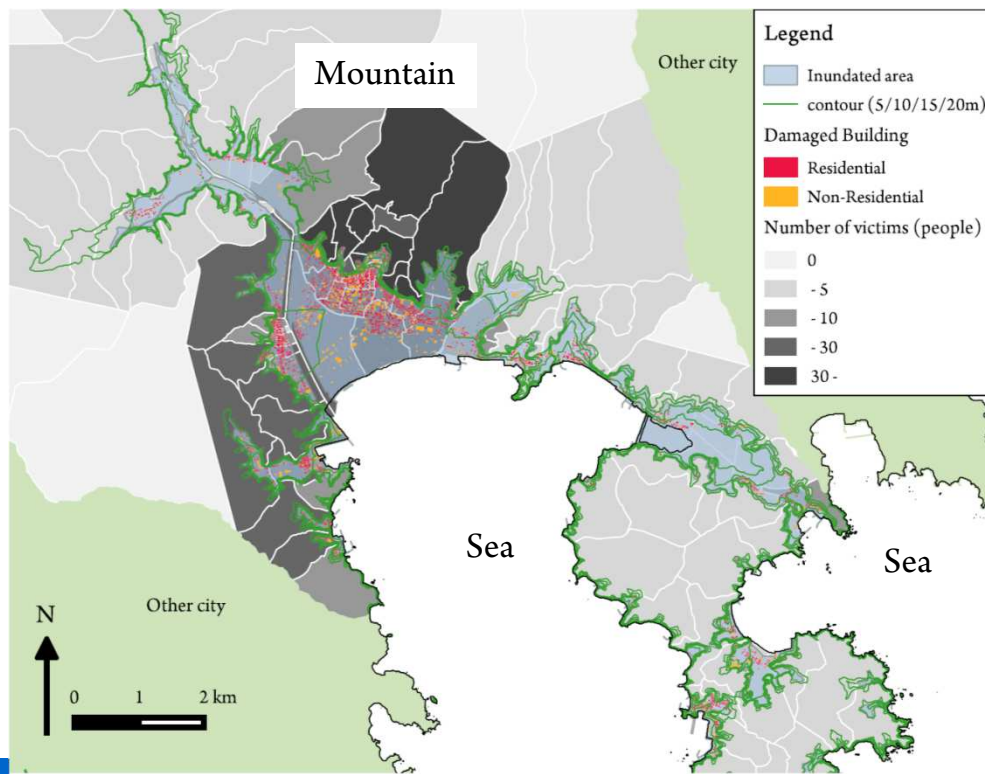 Mountain
Other city
Legend
Inundated area
contour (5/10/15/20m)
Damaged Building
Residential
Non-Residential
Number of victims (people)
0
- 5
- 10
- 30
30 -
Sea
Sea
Other city
N
0 1 2 km